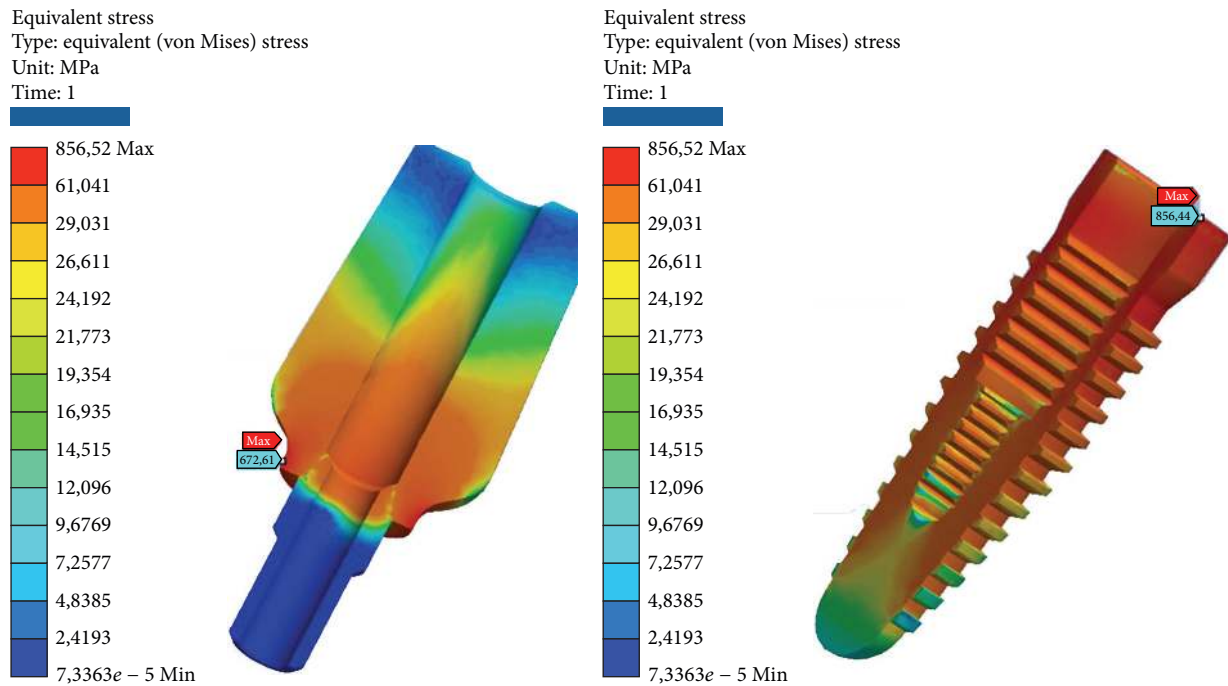 Equivalent stress
Type: equivalent (von Mises) stress
Unit: MPa
Time: 1
856,52 Max
61,041
29,031
26,611
24,192
21,773
19,354
16,935
14,515
12,096
9,6769
7,2577
4,8385
2,4193
7,3363e − 5 Min
Max
672,61
Equivalent stress
Type: equivalent (von Mises) stress
Unit: MPa
Time: 1
856,52 Max
61,041
29,031
26,611
24,192
21,773
19,354
16,935
14,515
12,096
9,6769
7,2577
4,8385
2,4193
7,3363e − 5 Min
Max
856,44